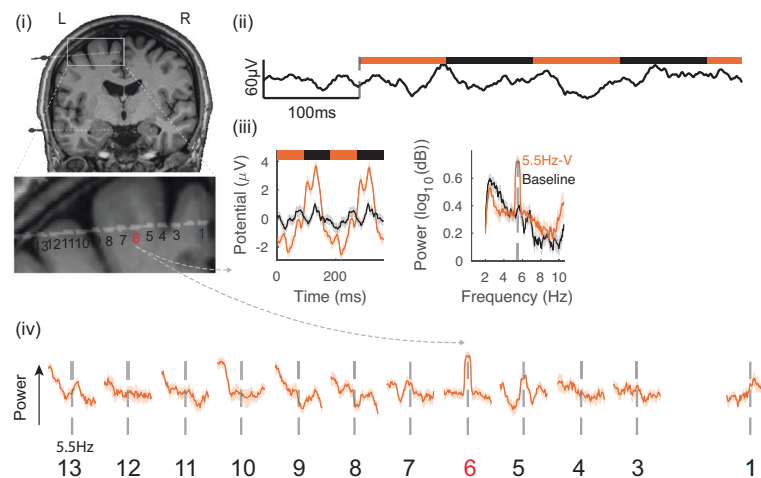 (i) L R
13 12 11 10 9 8 7 6 5 4 3 1
(ii)
60μV
100ms
(iii)
Potential (μV)
4
2
0
-2
0 200
Time (ms)
Power (log10(dB))
0.6
0.4
0.2
0
5.5Hz-V
Baseline
2 4 6 8 10
Frequency (Hz)
(iv)
Power
5.5Hz
13 12 11 10 9 8 7 6 5 4 3 1